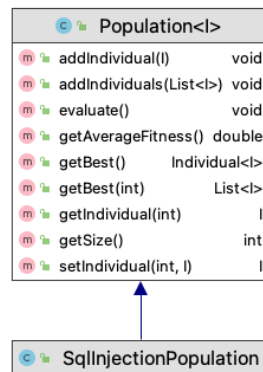 Population<I>
addIndividual(I) void
addIndividuals(List<I>) void
evaluate() void
getAverageFitness() double
getBest() Individual<I>
getBest(int) List<I>
getIndividual(int) I
getSize() int
setIndividual(int, I) I
SqlInjectionPopulation